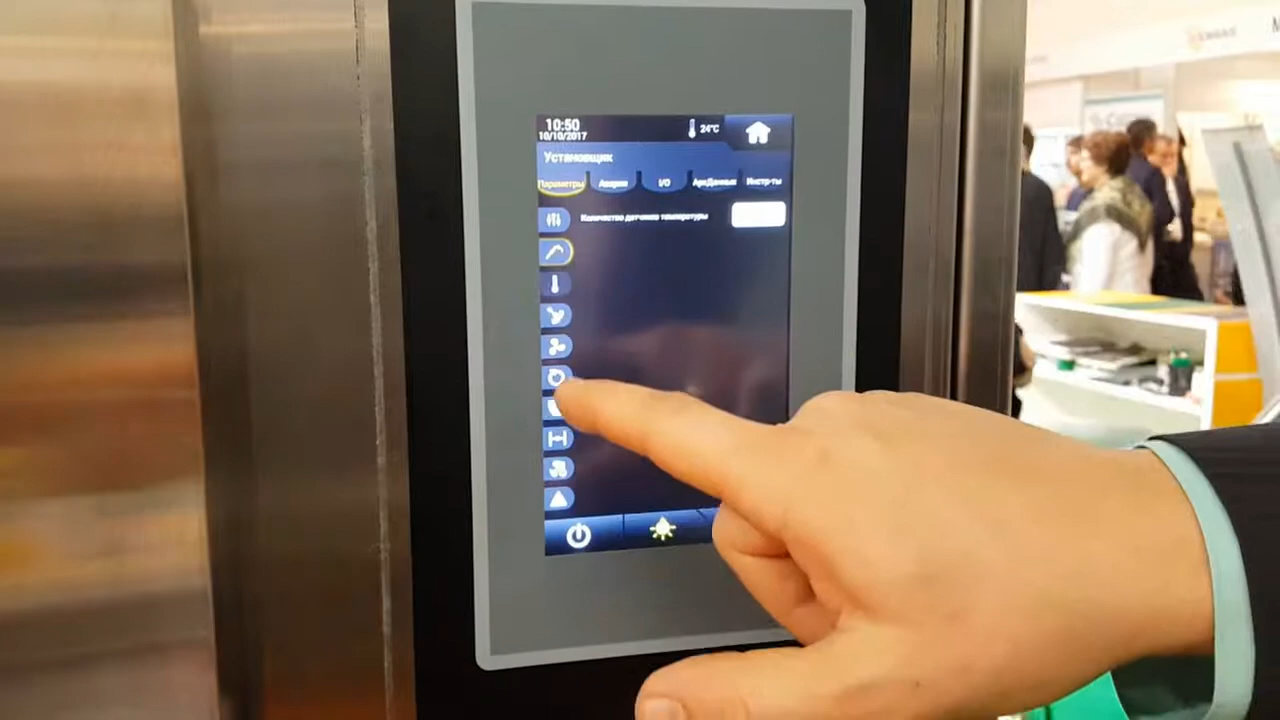 10:50
10/10/2017
24°C
Установщик
Параметры
Аварии
I/O
АрхДанных
Инстр-ты
Количество датчиков температуры